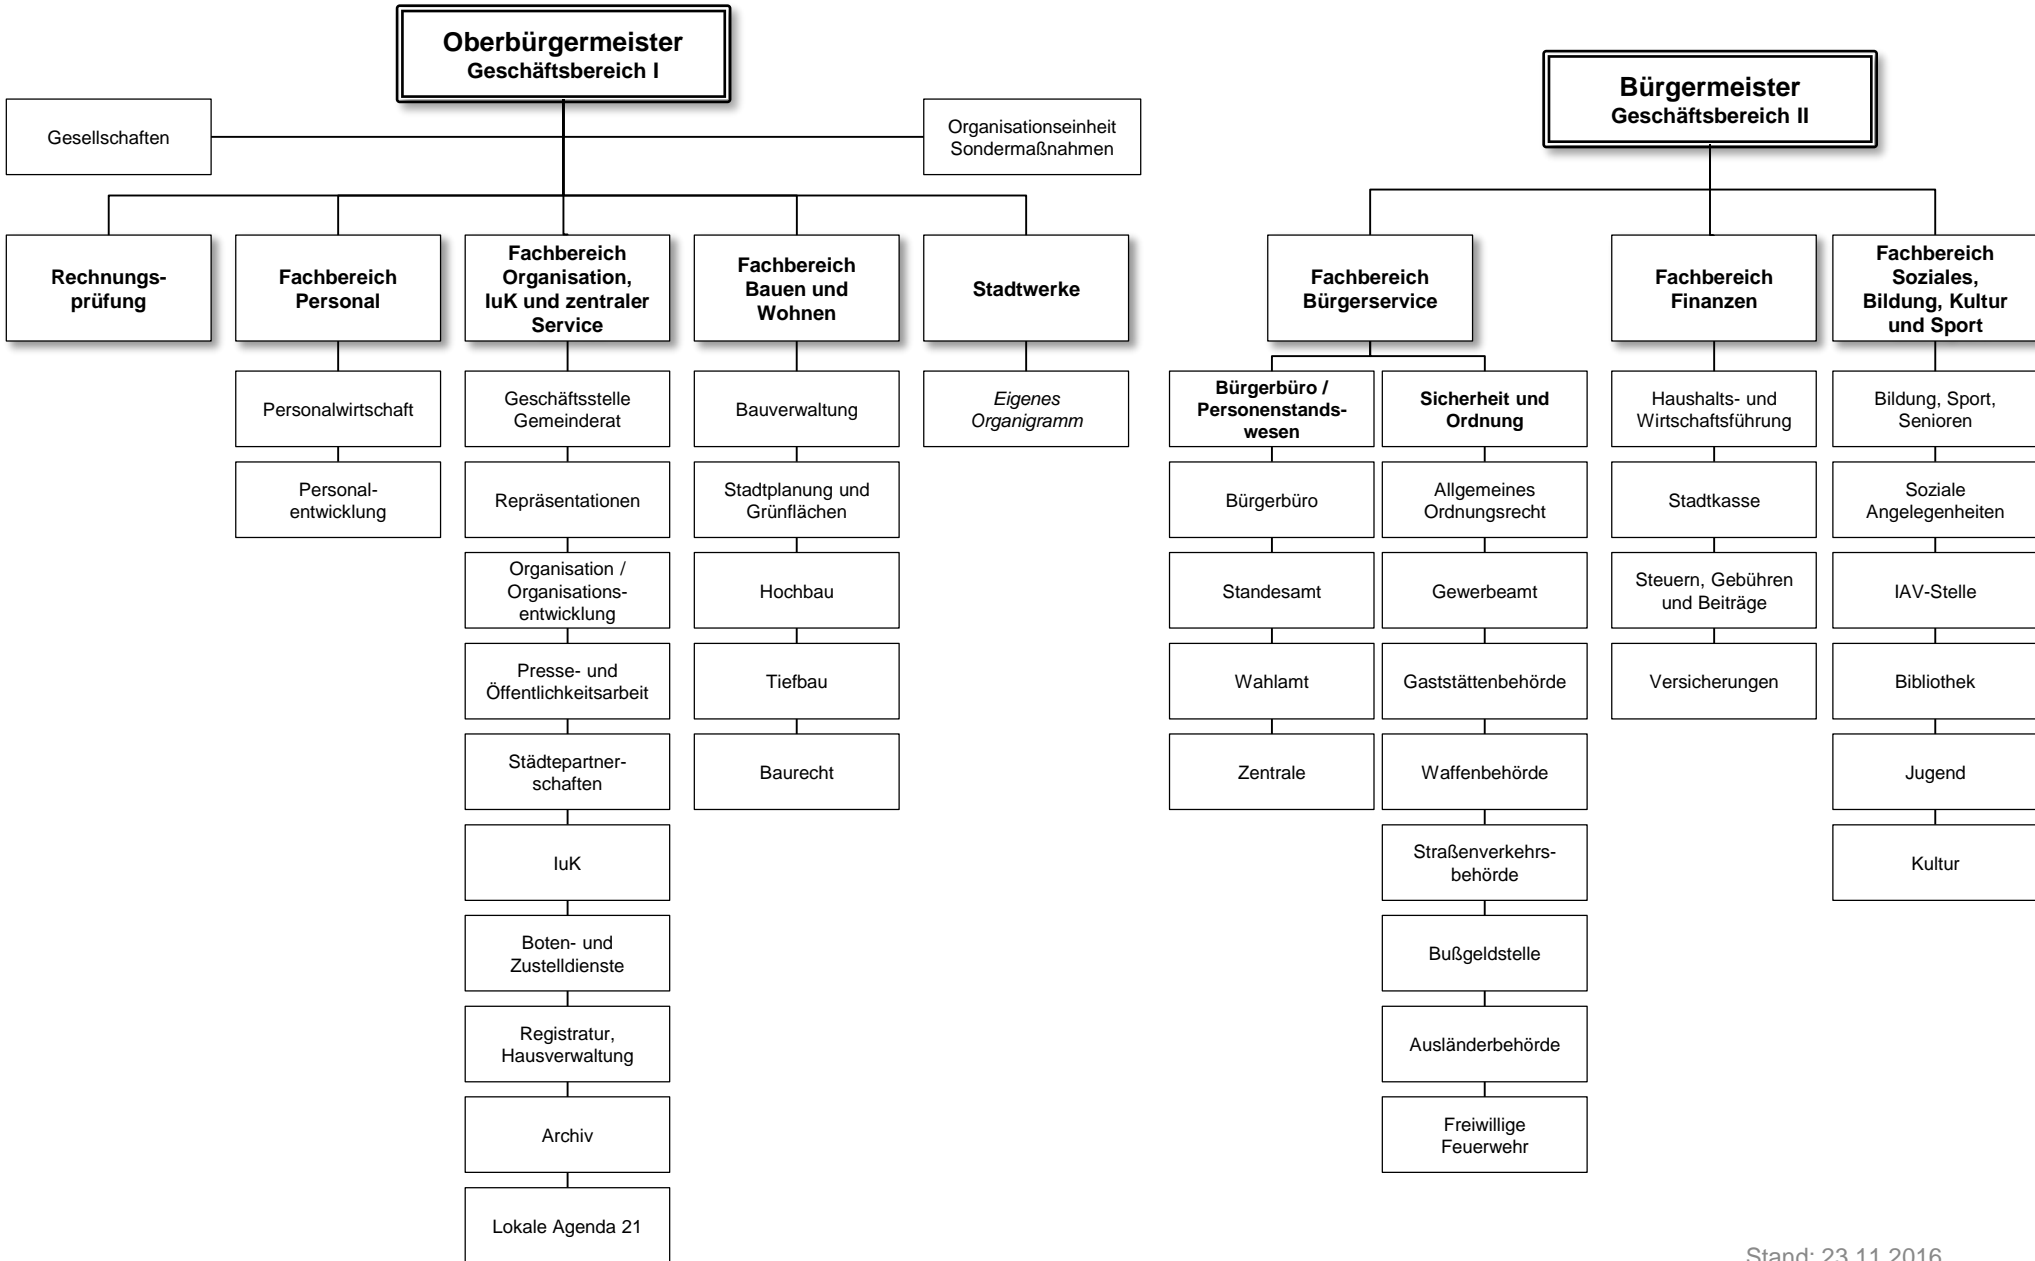 Oberbürgermeister
Geschäftsbereich I
Bürgermeister
Geschäftsbereich II
Gesellschaften
Organisationseinheit
Sondermaßnahmen
Rechnungs-
prüfung
Fachbereich
Personal
Fachbereich
Organisation,
IuK und zentraler
Service
Fachbereich
Bauen und
Wohnen
Stadtwerke
Fachbereich
Bürgerservice
Fachbereich
Finanzen
Fachbereich
Soziales,
Bildung, Kultur
und Sport
Personalwirtschaft
Personal-
entwicklung
Geschäftsstelle
Gemeinderat
Repräsentationen
Organisation /
Organisations-
entwicklung
Presse- und
Öffentlichkeitsarbeit
Städtepartner-
schaften
IuK
Boten- und
Zustelldienste
Registratur,
Hausverwaltung
Archiv
Lokale Agenda 21
Bauverwaltung
Stadtplanung und
Grünflächen
Hochbau
Tiefbau
Baurecht
Eigenes
Organigramm
Bürgerbüro /
Personenstands-
wesen
Bürgerbüro
Standesamt
Wahlamt
Zentrale
Sicherheit und
Ordnung
Allgemeines
Ordnungsrecht
Gewerbeamt
Gaststättenbehörde
Waffenbehörde
Straßenverkehrs-
behörde
Bußgeldstelle
Ausländerbehörde
Freiwillige
Feuerwehr
Haushalts- und
Wirtschaftsführung
Stadtkasse
Steuern, Gebühren
und Beiträge
Versicherungen
Bildung, Sport,
Senioren
Soziale
Angelegenheiten
IAV-Stelle
Bibliothek
Jugend
Kultur
Stand: 23.11.2016